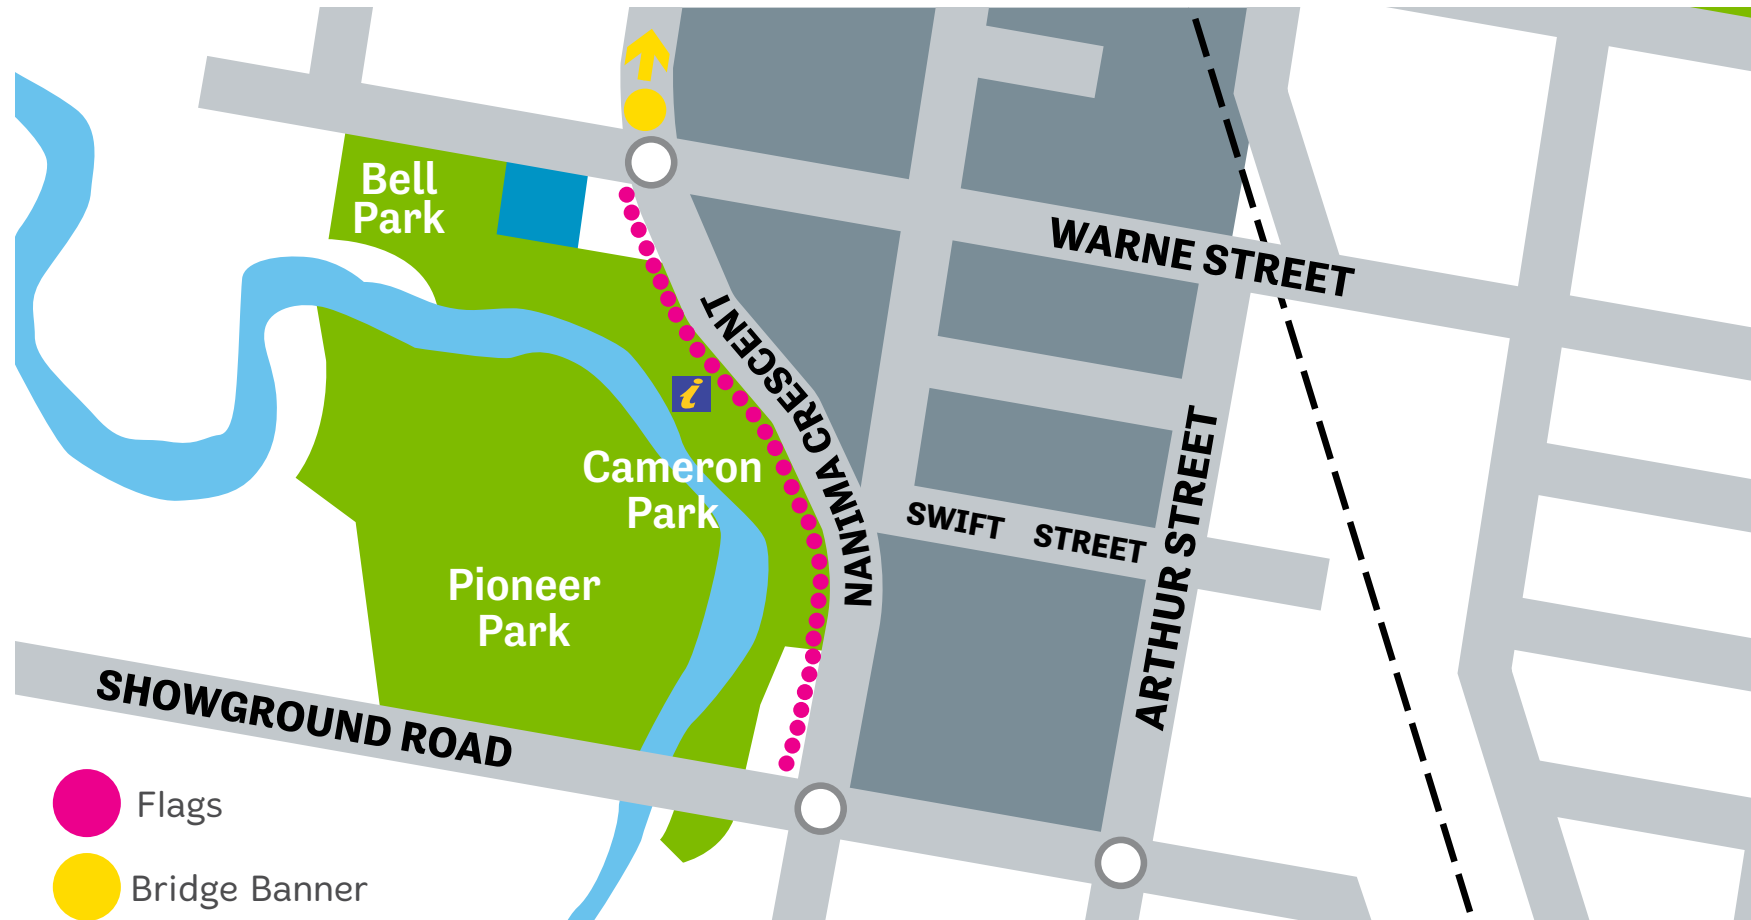 Bell
Park
WARNE STREET
NANIMA CRESCENT
i
Cameron
Park
SWIFT STREET
ARTHUR STREET
Pioneer
Park
SHOWGROUND ROAD
Flags
Bridge Banner